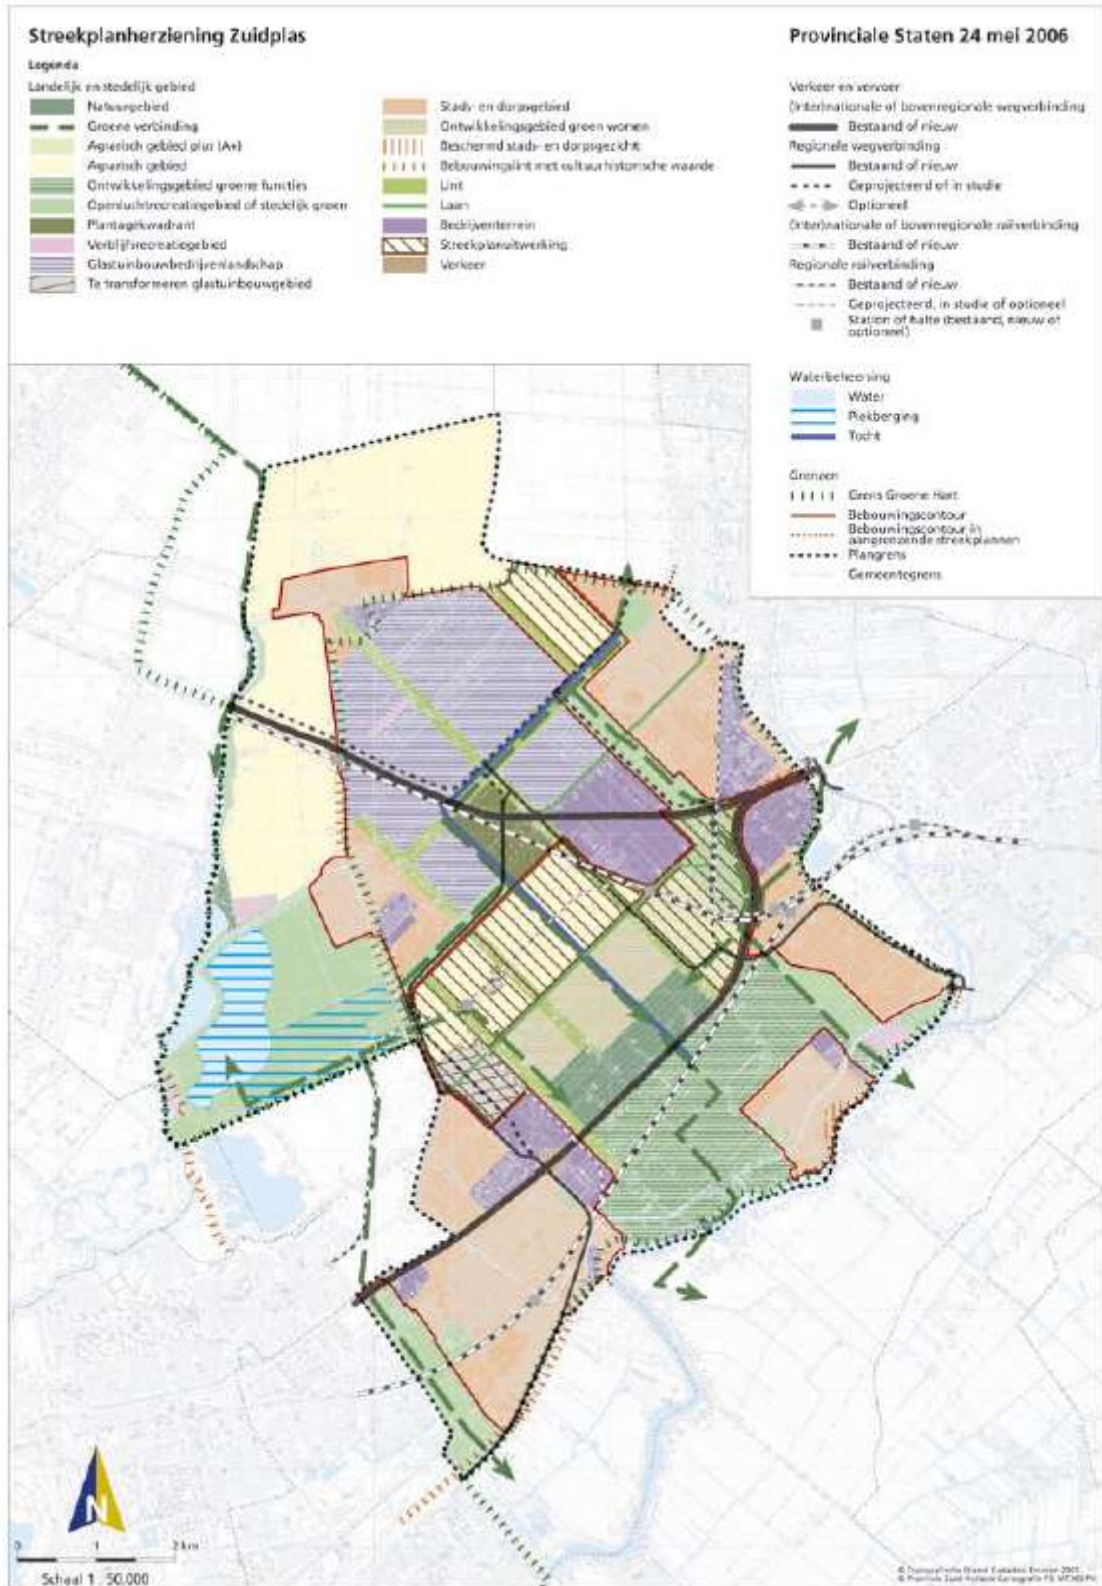 Streekplanherziening Zuidplas
Provinciale Staten 24 mei 2006
Legenda
Landelijk en stedelijk gebied
Natuurgebied
Groene verbinding
Agrarisch gebied plus (A+)
Agrarisch gebied
Ontwikkelingsgebied groene functies
Openluchtrecreatiegebied of stedelijk groen
Plantagekwadrant
Verblijfsrecreatiegebied
Glastuinbouwbedrijvenlandschap
Te transformeren glastuinbouwgebied
Stads- en dorpsgebied
Ontwikkelingsgebied groen wonen
Beschermd stads- en dorpsgezicht
Bebouwingslint met cultuurhistorische waarde
Lint
Laan
Bedrijventerrein
Streekplanuitwerking
Verkeer
Verkeer en vervoer
(Inter)nationale of bovenregionale wegverbinding
Bestaand of nieuw
Regionale wegverbinding
Bestaand of nieuw
Geprojecteerd of in studie
Optioneel
(Inter)nationale of bovenregionale railverbinding
Bestaand of nieuw
Regionale railverbinding
Bestaand of nieuw
Geprojecteerd, in studie of optioneel
Station of halte (bestaand, nieuw of
optioneel)
Waterbeheersing
Water
Piekberging
Tocht
Grenzen
Grens Groene Hart
Bebouwingscontour
Bebouwingscontour in
aangrenzende streekplannen
Plangrens
Gemeentegrens
N
0 1 2 km
Schaal 1 : 50.000